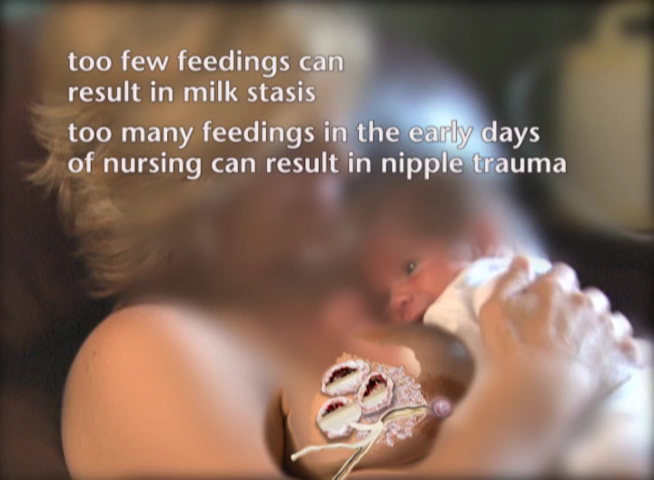 too few feedings can
result in milk stasis
too many feedings in the early days
of nursing can result in nipple trauma